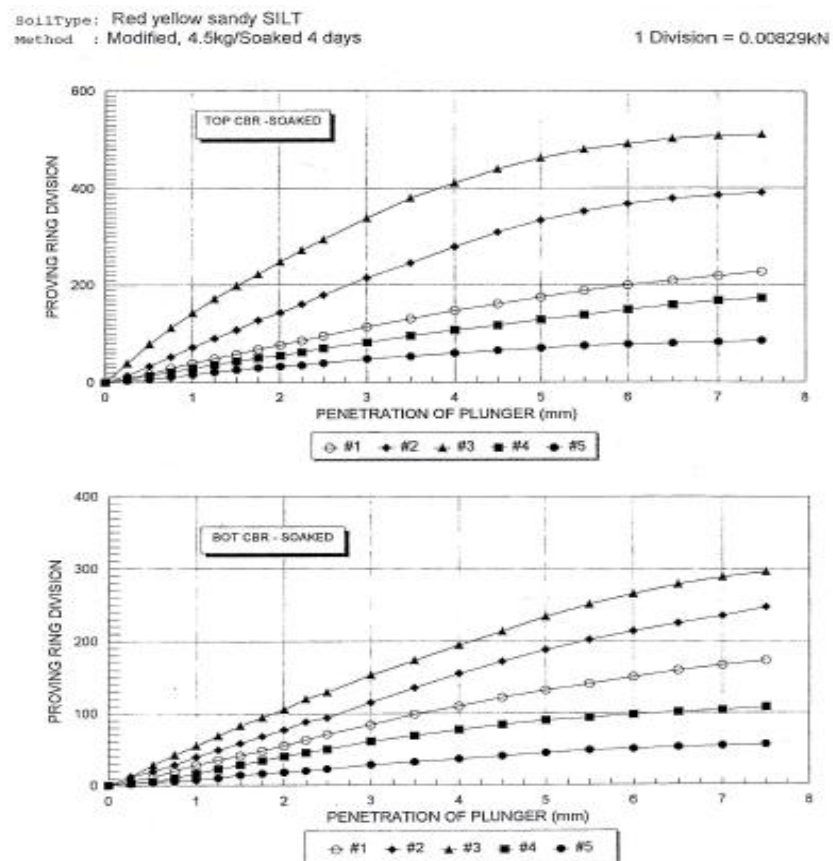 SoilType: Red yellow sandy SILT
Method : Modified, 4.5kg/Soaked 4 days
1 Division = 0.00829kN
600
TOP CBR -SOAKED
400
PROVING RING DIVISION
200
0
0 1 2 3 4 5 6 7 8
PENETRATION OF PLUNGER (mm)
#1 #2 #3 #4 #5
400
BOT CBR - SOAKED
300
PROVING RING DIVISION
200
100
0
0 1 2 3 4 5 6 7 8
PENETRATION OF PLUNGER (mm)
#1 #2 #3 #4 #5